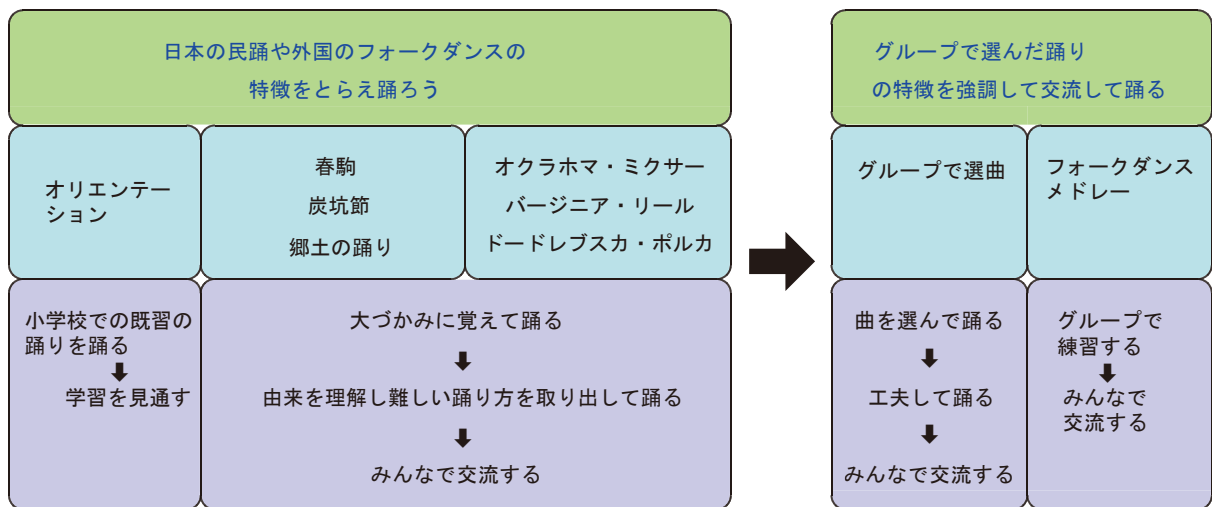 日本の民踊や外国のフォークダンスの
特徴をとらえ踊ろう
グループで選んだ踊り
の特徴を強調して交流して踊る
オリエンテー
ション
春駒
炭坑節
郷土の踊り
オクラホマ・ミクサー
バージニア・リール
ドードレブスカ・ポルカ
グループで選曲
フォークダンス
メドレー
小学校での既習の
踊りを踊る
学習を見通す
大づかみに覚えて踊る
由来を理解し難しい踊り方を取り出して踊る
みんなで交流する
曲を選んで踊る
工夫して踊る
みんなで交流する
グループで
練習する
みんなで
交流する